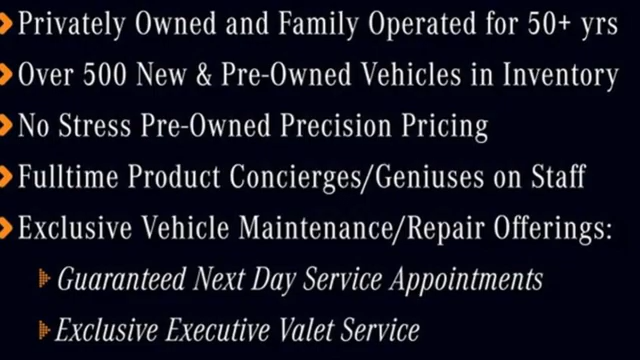 Privately Owned and Family Operated for 50+ yrs
Over 500 New & Pre-Owned Vehicles in Inventory
No Stress Pre-Owned Precision Pricing
Fulltime Product Concierges/Geniuses on Staff
Exclusive Vehicle Maintenance/Repair Offerings:
Guaranteed Next Day Service Appointments
Exclusive Executive Valet Service